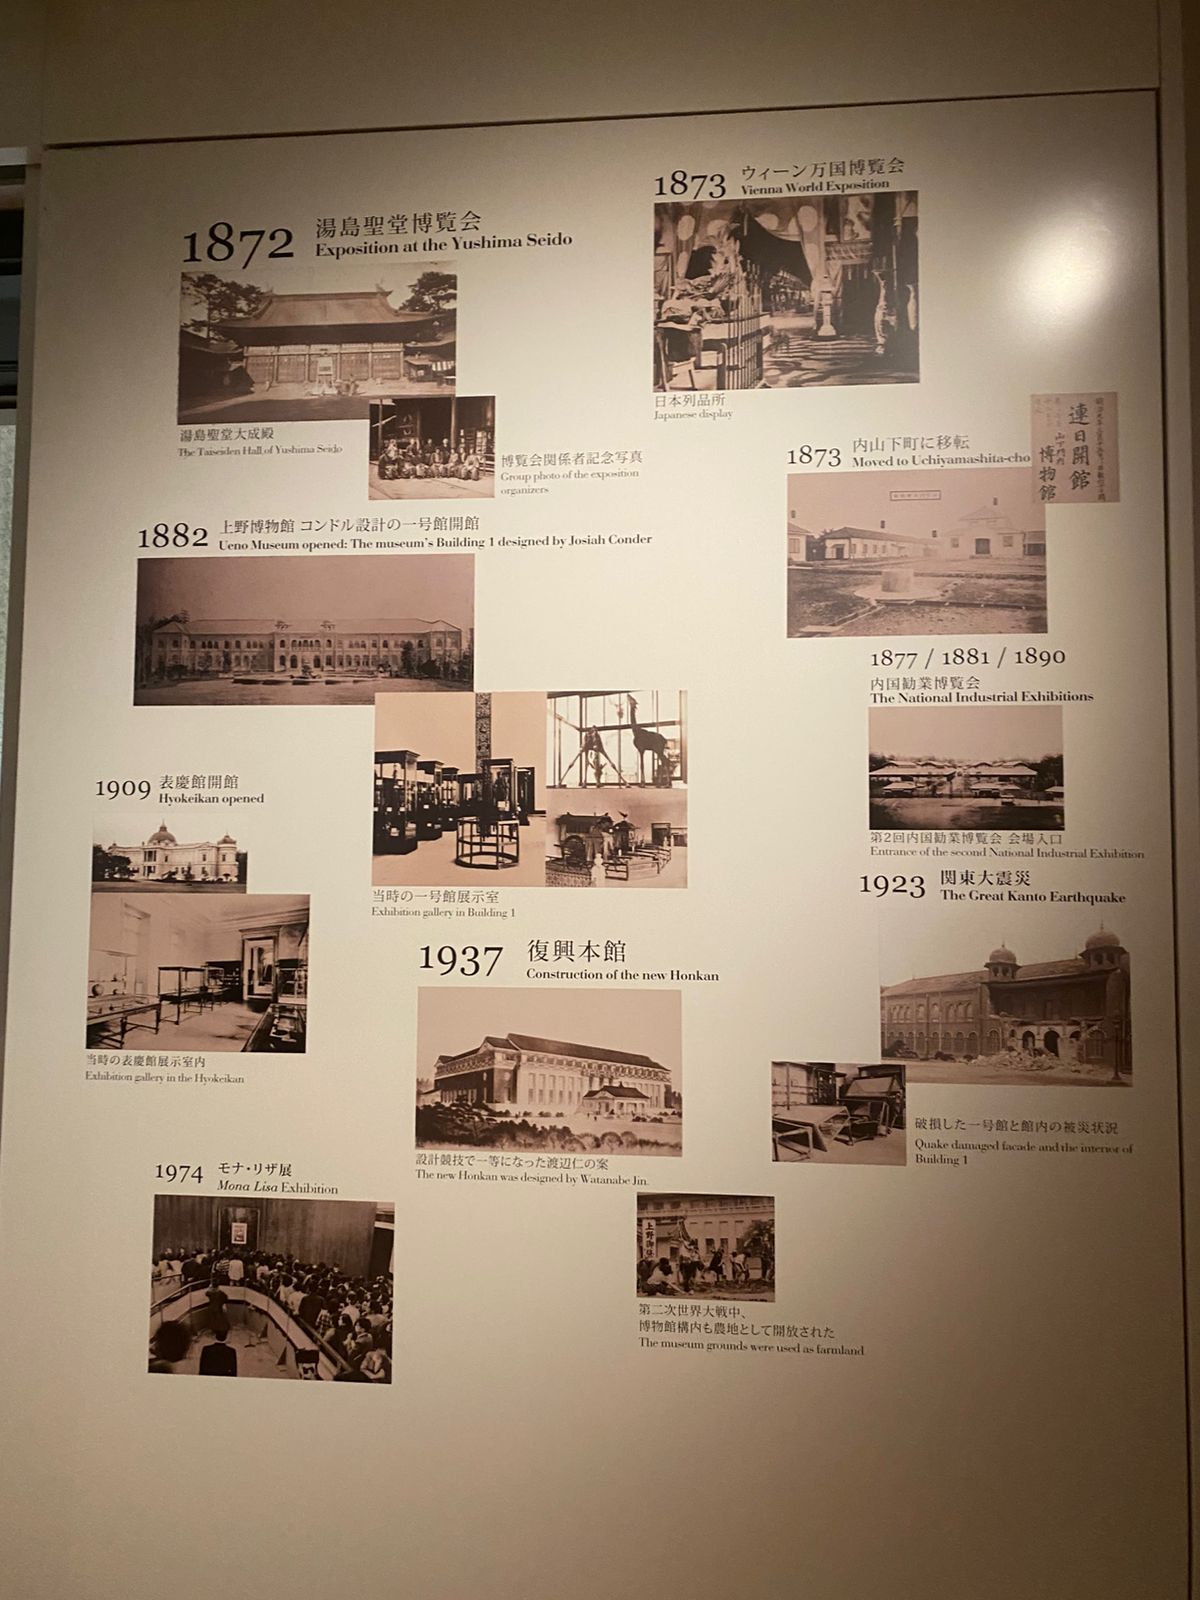 1872
湯島聖堂博覧会
Exposition at the Yushima Seido
湯島聖堂大成殿
The Taiseiden Hall of Yushima Seido
博覧会関係者記念写真
Group photo of the exposition
organizers
1873
ウィーン万国博覧会
Vienna World Exposition
日本列品所
Japanese display
1873
内山下町に移転
Moved to Uchiyamashita-cho
連日開館
山下門内
博物館
1882
上野博物館 コンドル設計の一号館開館
Ueno Museum opened: The museum's Building 1 designed by Josiah Conder
当時の一号館展示室
Exhibition gallery in Building 1
1877 / 1881 / 1890
内国勧業博覧会
The National Industrial Exhibitions
第2回内国勧業博覧会 会場入口
Entrance of the second National Industrial Exhibition
1909
表慶館開館
Hyokeikan opened
当時の表慶館展示室内
Exhibition gallery in the Hyokeikan
1923
関東大震災
The Great Kanto Earthquake
破損した一号館と館内の被災状況
Quake damaged facade and the interior of
Building 1
1937
復興本館
Construction of the new Honkan
設計競技で一等になった渡辺仁の案
The new Honkan was designed by Watanabe Jin.
第二次世界大戦中、
博物館構内も農地として開放された
The museum grounds were used as farmland
1974
モナ・リザ展
Mona Lisa Exhibition